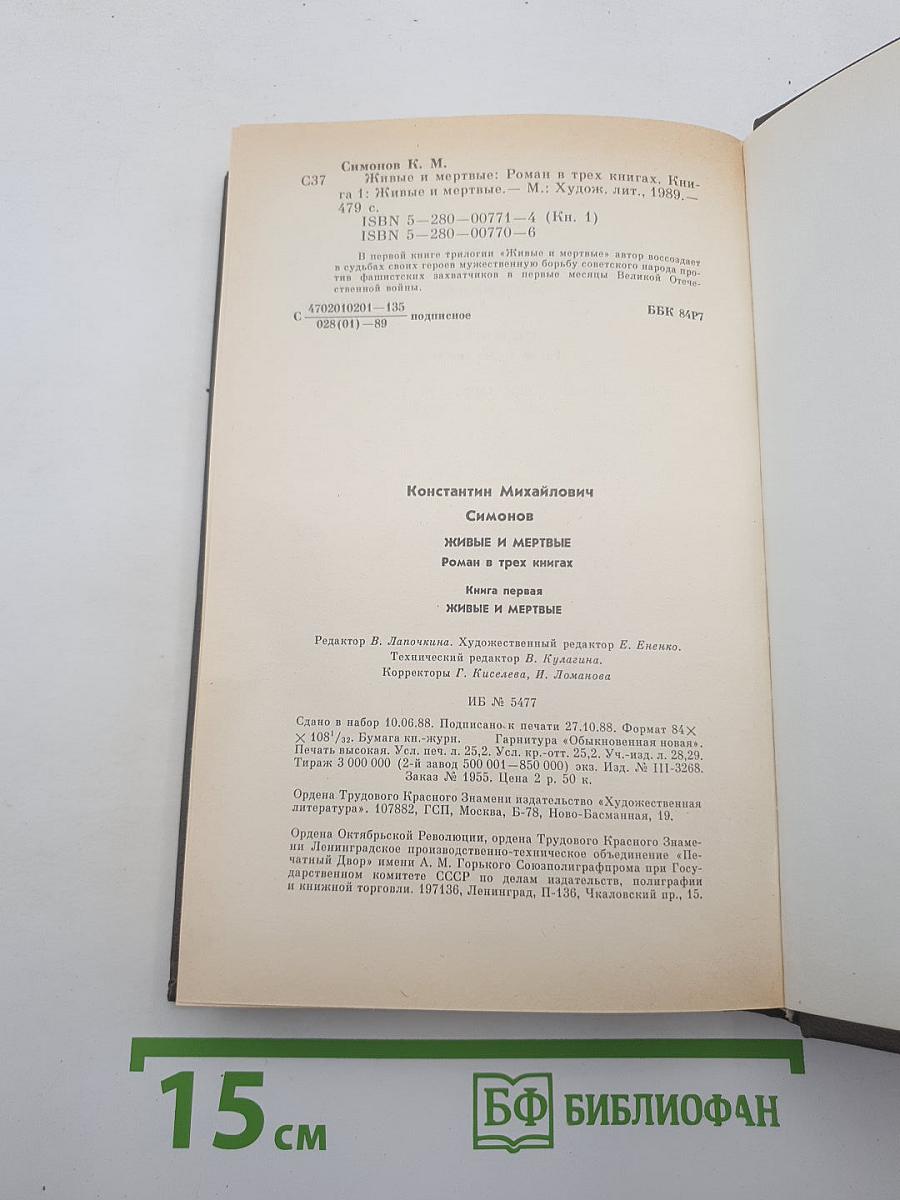 Симонов К. М.
С37 Живые и мертвые: Роман в трех книгах. Кни-
га 1: Живые и мертвые.— М.: Худож. лит., 1989.—
479 с.
ISBN 5—280—00771—4 (Кн. 1)
ISBN 5—280—00770—6
В первой книге трилогии «Живые и мертвые» автор воссоздает
в судьбах своих героев мужественную борьбу советского народа про-
тив фашистских захватчиков в первые месяцы Великой Отече-
ственной войны.
С 4702010201—135 подписное ББК 84Р7
028(01)—89
Константин Михайлович
Симонов
ЖИВЫЕ И МЕРТВЫЕ
Роман в трех книгах
Книга первая
ЖИВЫЕ И МЕРТВЫЕ
Редактор В. Лапочкина. Художественный редактор Е. Ененко.
Технический редактор В. Кулагина.
Корректоры Г. Киселева, И. Ломанова
ИБ № 5477
Сдано в набор 10.06.88. Подписано к печати 27.10.88. Формат 84×
× 108¹/₃₂. Бумага кн.-журн. Гарнитура «Обыкновенная новая».
Печать высокая. Усл. печ. л. 25,2. Усл. кр.-отт. 25,2. Уч.-изд. л. 28,29.
Тираж 3 000 000 (2-й завод 500 001—850 000) экз. Изд. № III-3268.
Заказ № 1955. Цена 2 р. 50 к.
Ордена Трудового Красного Знамени издательство «Художественная
литература». 107882, ГСП, Москва, Б-78, Ново-Басманная, 19.
Ордена Октябрьской Революции, ордена Трудового Красного Знаме-
ни Ленинградское производственно-техническое объединение «Пе-
чатный Двор» имени А. М. Горького Союзполиграфпрома при Госу-
дарственном комитете СССР по делам издательств, полиграфии
и книжной торговли. 197136, Ленинград, П-136, Чкаловский пр., 15.
15 см
БФ БИБЛИОФАН